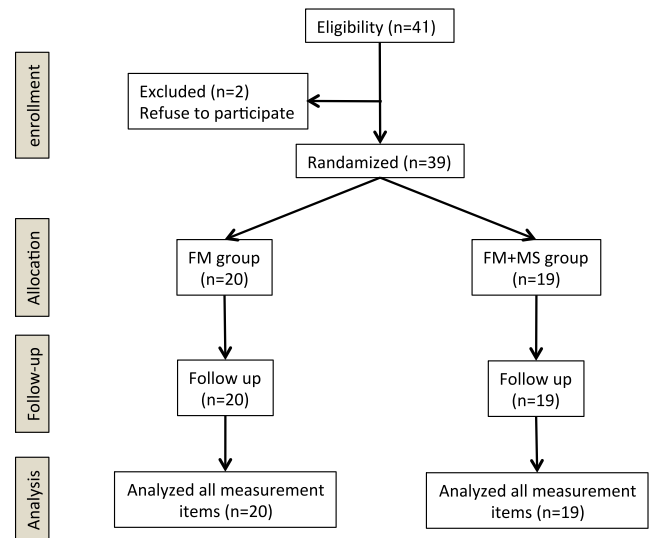 Eligibility (n=41)
enrollment
Excluded (n=2)
Refuse to participate
Randamized (n=39)
Allocation
FM group
(n=20)
FM+MS group
(n=19)
Follow-up
Follow up
(n=20)
Follow up
(n=19)
Analysis
Analyzed all measurement
items (n=20)
Analyzed all measurement
items (n=19)